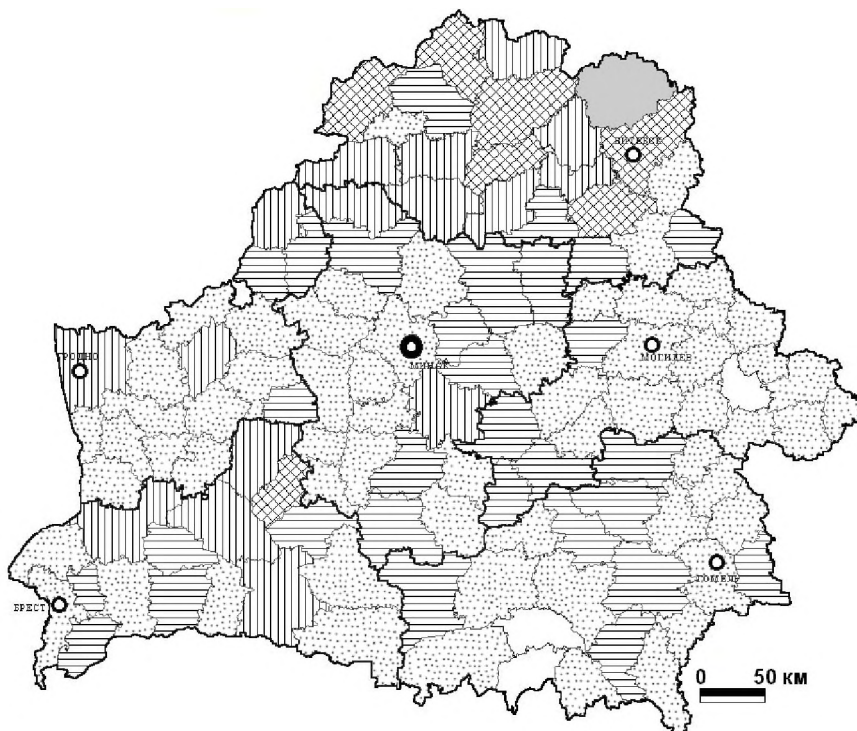 ВИТЕБСК
ГРОДНО
МИНСК
МОГИЛЕВ
БРЕСТ
ГОМЕЛЬ
0 50 км